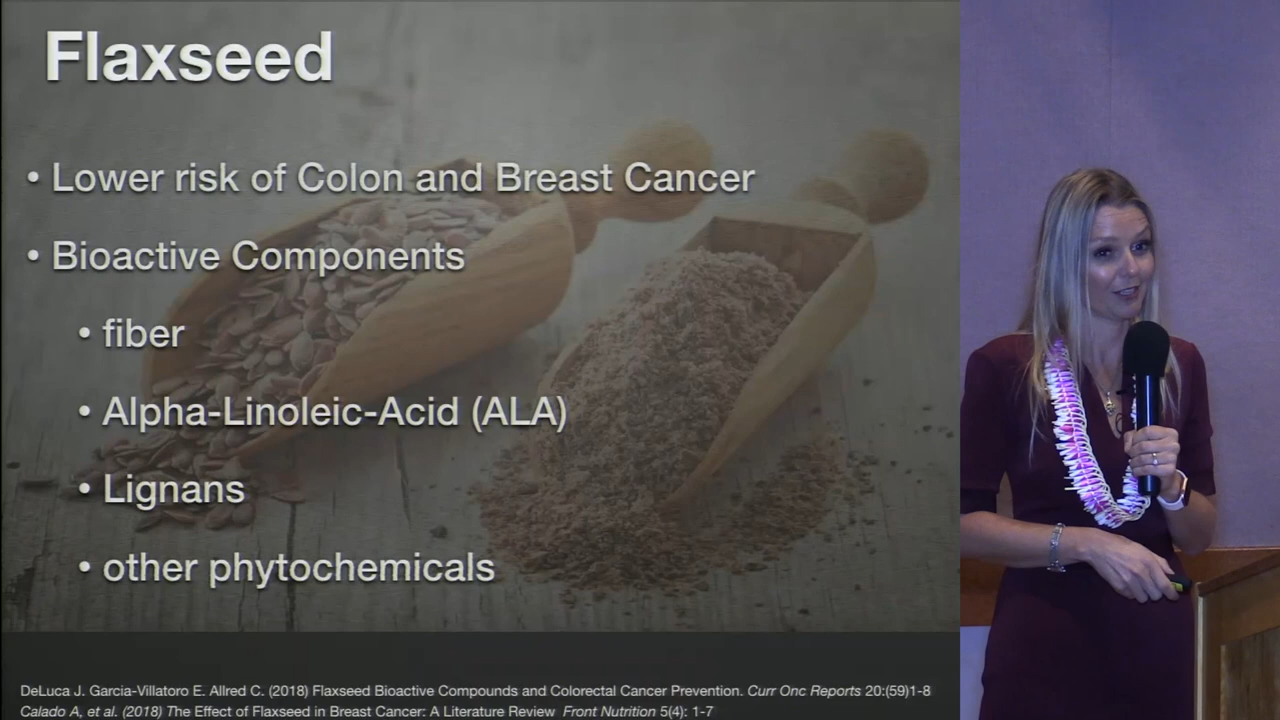 Flaxseed
• Lower risk of Colon and Breast Cancer
• Bioactive Components
• fiber
• Alpha-Linoleic-Acid (ALA)
• Lignans
• other phytochemicals
DeLuca J. Garcia-Villatoro E. Allred C. (2018) Flaxseed Bioactive Compounds and Colorectal Cancer Prevention. Curr Onc Reports 20:(59)1-8
Calado A, et al. (2018) The Effect of Flaxseed in Breast Cancer: A Literature Review Front Nutrition 5(4): 1-7